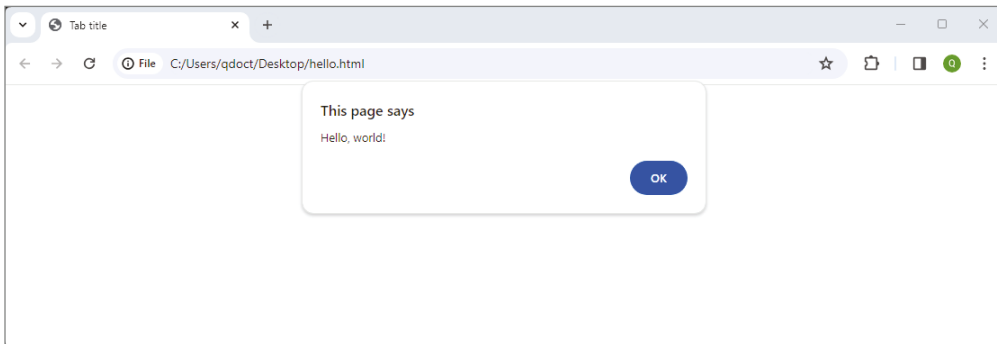 Tab title
File C:/Users/qdoct/Desktop/hello.html
Q
This page says
Hello, world!
OK